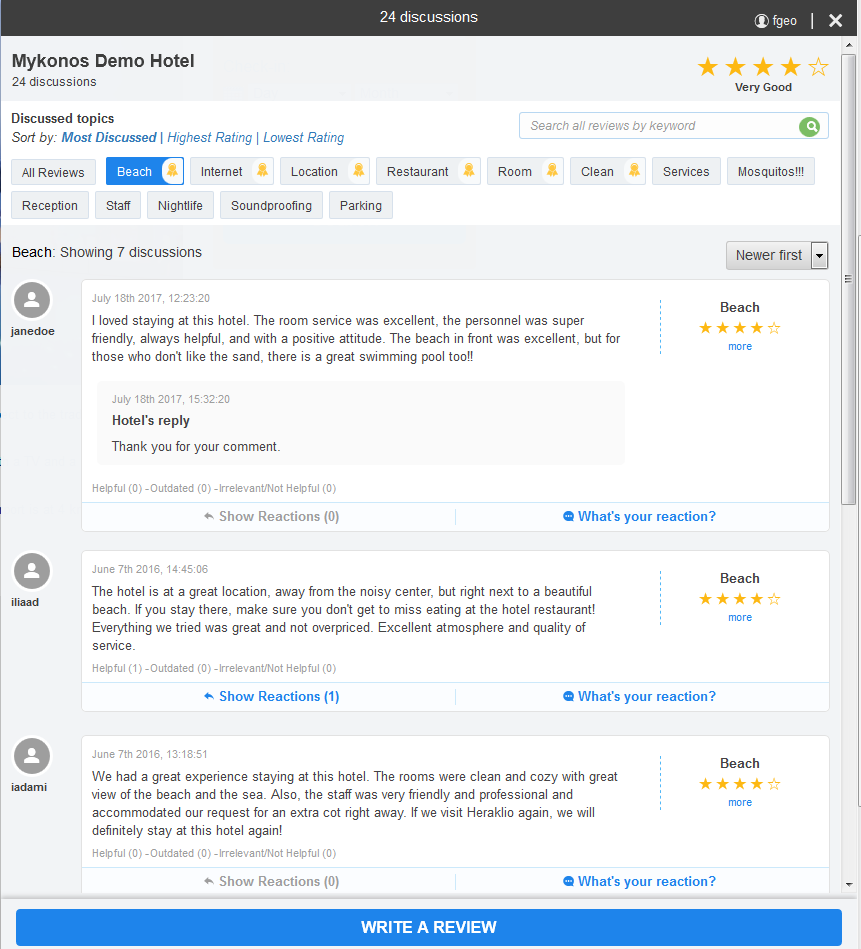 24 discussions
fgeo
Mykonos Demo Hotel
24 discussions
Very Good
Discussed topics
Sort by: Most Discussed | Highest Rating | Lowest Rating
Search all reviews by keyword
All Reviews
Beach
Internet
Location
Restaurant
Room
Clean
Services
Mosquitos!!!
Reception
Staff
Nightlife
Soundproofing
Parking
Beach: Showing 7 discussions
Newer first
janedoe
July 18th 2017, 12:23:20
I loved staying at this hotel. The room service was excellent, the personnel was super
friendly, always helpful, and with a positive attitude. The beach in front was excellent, but for
those who don't like the sand, there is a great swimming pool too!!
Beach
more
July 18th 2017, 15:32:20
Hotel's reply
Thank you for your comment.
Helpful (0) -Outdated (0) -Irrelevant/Not Helpful (0)
Show Reactions (0)
What's your reaction?
iliaad
June 7th 2016, 14:45:06
The hotel is at a great location, away from the noisy center, but right next to a beautiful
beach. If you stay there, make sure you don't get to miss eating at the hotel restaurant!
Everything we tried was great and not overpriced. Excellent atmosphere and quality of
service.
Beach
more
Helpful (1) -Outdated (0) -Irrelevant/Not Helpful (0)
Show Reactions (1)
What's your reaction?
iadami
June 7th 2016, 13:18:51
We had a great experience staying at this hotel. The rooms were clean and cozy with great
view of the beach and the sea. Also, the staff was very friendly and professional and
accommodated our request for an extra cot right away. If we visit Heraklio again, we will
definitely stay at this hotel again!
Beach
more
Helpful (0) -Outdated (0) -Irrelevant/Not Helpful (0)
Show Reactions (0)
What's your reaction?
WRITE A REVIEW